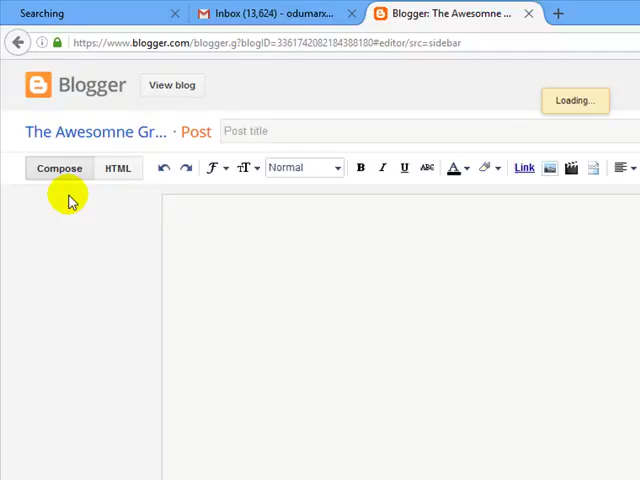 Searching
Inbox (13,624) - odumarx...
Blogger: The Awesomne ...
https://www.blogger.com/blogger.g?blogID=3361742082184388180#editor/src=sidebar
Blogger
View blog
Loading...
The Awesomne Gr... · Post
Post title
Compose
HTML
Normal
B I U ABC A Link